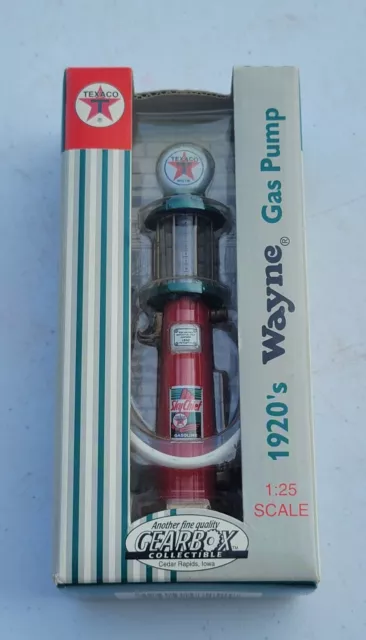 TEXACO
T
TEXACO
Sky Chief
GASOLINE
1920's Wayne® Gas Pump
1:25
SCALE
Another fine quality
GEARBOX™
COLLECTIBLE
Cedar Rapids, Iowa